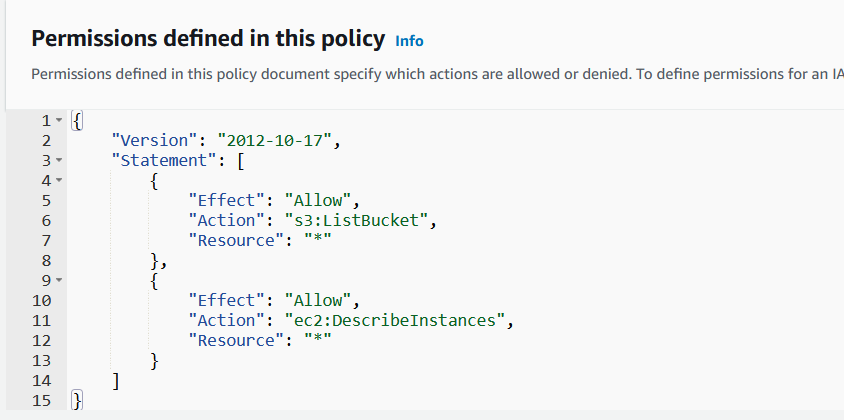 Permissions defined in this policy Info
Permissions defined in this policy document specify which actions are allowed or denied. To define permissions for an IA
1 {
2     "Version": "2012-10-17",
3     "Statement": [
4         {
5             "Effect": "Allow",
6             "Action": "s3:ListBucket",
7             "Resource": "*"
8         },
9         {
10             "Effect": "Allow",
11             "Action": "ec2:DescribeInstances",
12             "Resource": "*"
13         }
14     ]
15 }